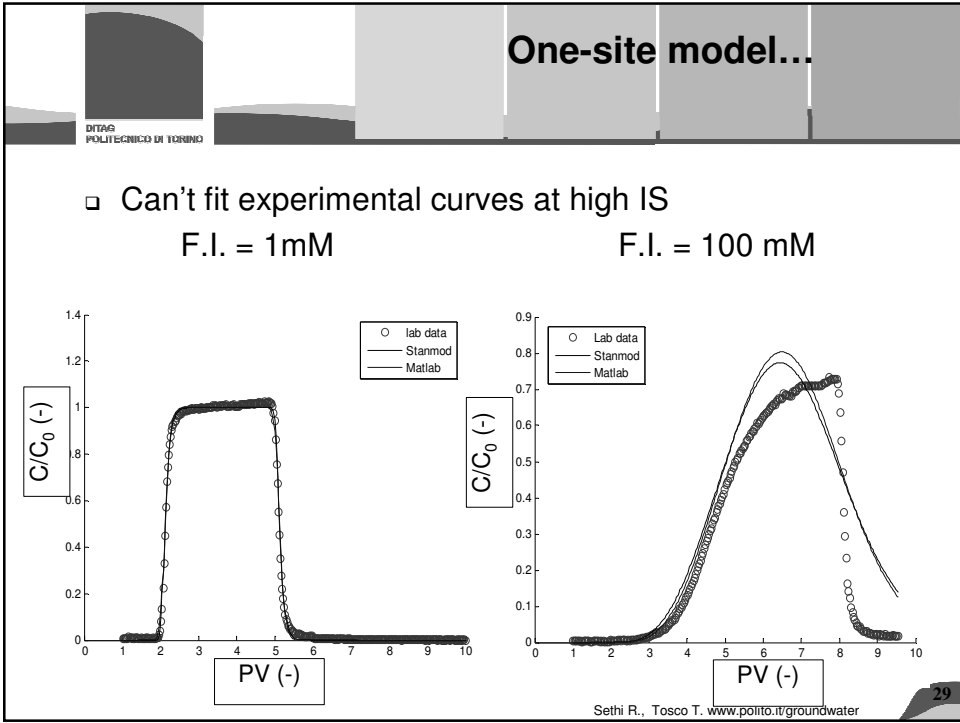 One-site model...
DITAG
POLITECNICO DI TORINO
❑ Can't fit experimental curves at high IS
F.I. = 1mM
F.I. = 100 mM
1.4
1.2
1
0.8
0.6
0.4
0.2
0
0 1 2 3 4 5 6 7 8 9 10
C/C0 (-)
PV (-)
lab data
Stanmod
Matlab
0.9
0.8
0.7
0.6
0.5
0.4
0.3
0.2
0.1
0
0 1 2 3 4 5 6 7 8 9 10
C/C0 (-)
PV (-)
Lab data
Stanmod
Matlab
Sethi R., Tosco T. www.polito.it/groundwater
29